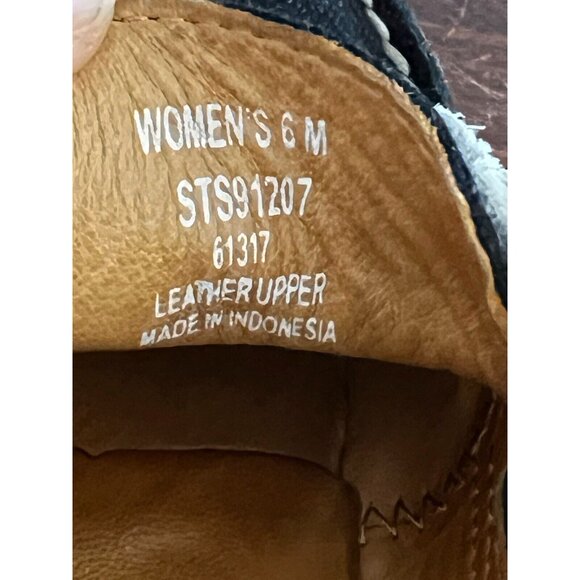 WOMEN'S 6 M
STS91207
61317
LEATHER UPPER
MADE IN INDONESIA